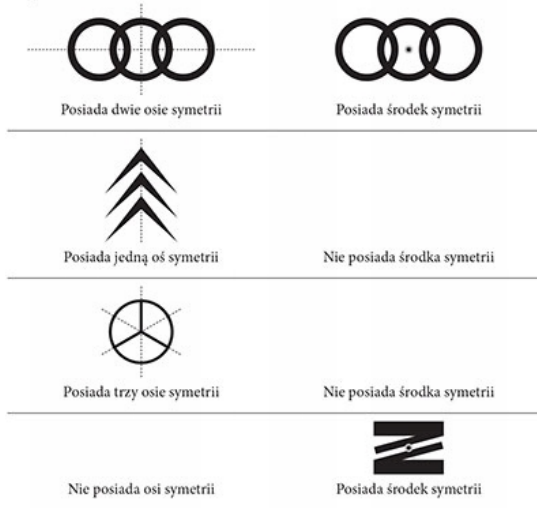 Posiada dwie osie symetrii
Posiada środek symetrii
Posiada jedną oś symetrii
Nie posiada środka symetrii
Posiada trzy osie symetrii
Nie posiada środka symetrii
Nie posiada osi symetrii
Posiada środek symetrii